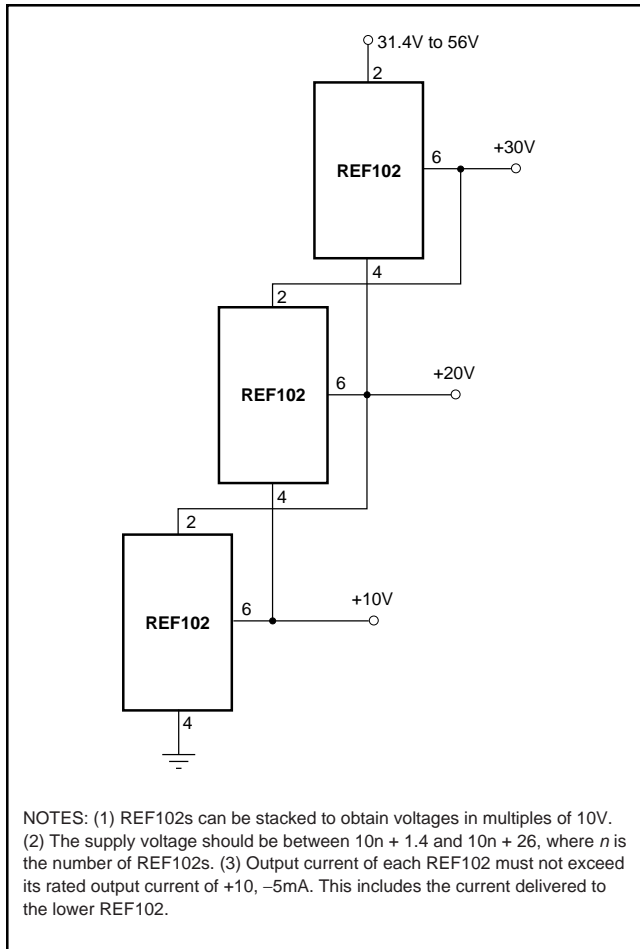 31.4V to 56V
2
REF102
6
+30V
4
2
REF102
6
+20V
4
2
REF102
6
+10V
4
NOTES: (1) REF102s can be stacked to obtain voltages in multiples of 10V.
(2) The supply voltage should be between 10n + 1.4 and 10n + 26, where n is
the number of REF102s. (3) Output current of each REF102 must not exceed
its rated output current of +10, –5mA. This includes the current delivered to
the lower REF102.